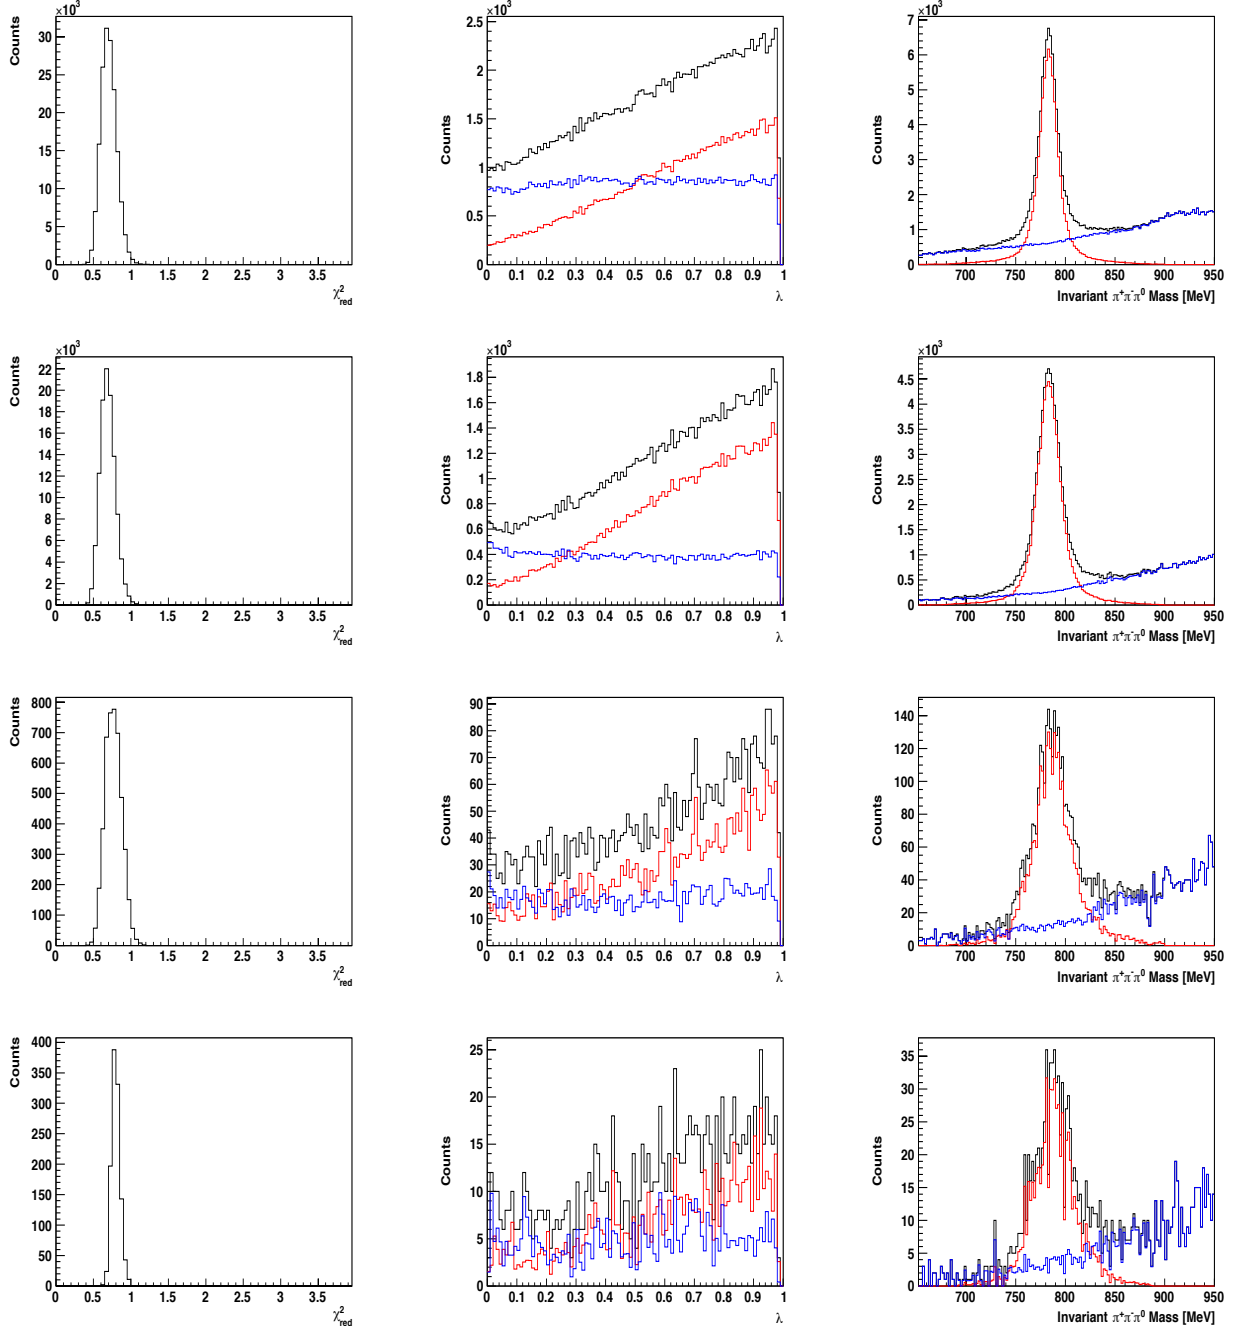 ×10³ ×10³ ×10³
Counts Counts Counts
30 25 20 15 10 5 0
2.5 2 1.5 1 0.5 0
7 6 5 4 3 2 1 0
0 0.5 1 1.5 2 2.5 3 3.5
0 0.1 0.2 0.3 0.4 0.5 0.6 0.7 0.8 0.9 1
700 750 800 850 900 950
χ²red λ Invariant π⁺π⁻π⁰ Mass [MeV]
×10³ ×10³ ×10³
Counts Counts Counts
22 20 18 16 14 12 10 8 6 4 2 0
1.8 1.6 1.4 1.2 1 0.8 0.6 0.4 0.2 0
4.5 4 3.5 3 2.5 2 1.5 1 0.5 0
0 0.5 1 1.5 2 2.5 3 3.5
0 0.1 0.2 0.3 0.4 0.5 0.6 0.7 0.8 0.9 1
700 750 800 850 900 950
χ²red λ Invariant π⁺π⁻π⁰ Mass [MeV]
Counts Counts Counts
800 700 600 500 400 300 200 100 0
90 80 70 60 50 40 30 20 10 0
140 120 100 80 60 40 20 0
0 0.5 1 1.5 2 2.5 3 3.5
0 0.1 0.2 0.3 0.4 0.5 0.6 0.7 0.8 0.9 1
700 750 800 850 900 950
χ²red λ Invariant π⁺π⁻π⁰ Mass [MeV]
Counts Counts Counts
400 350 300 250 200 150 100 50 0
25 20 15 10 5 0
35 30 25 20 15 10 5 0
0 0.5 1 1.5 2 2.5 3 3.5
0 0.1 0.2 0.3 0.4 0.5 0.6 0.7 0.8 0.9 1
700 750 800 850 900 950
χ²red λ Invariant π⁺π⁻π⁰ Mass [MeV]